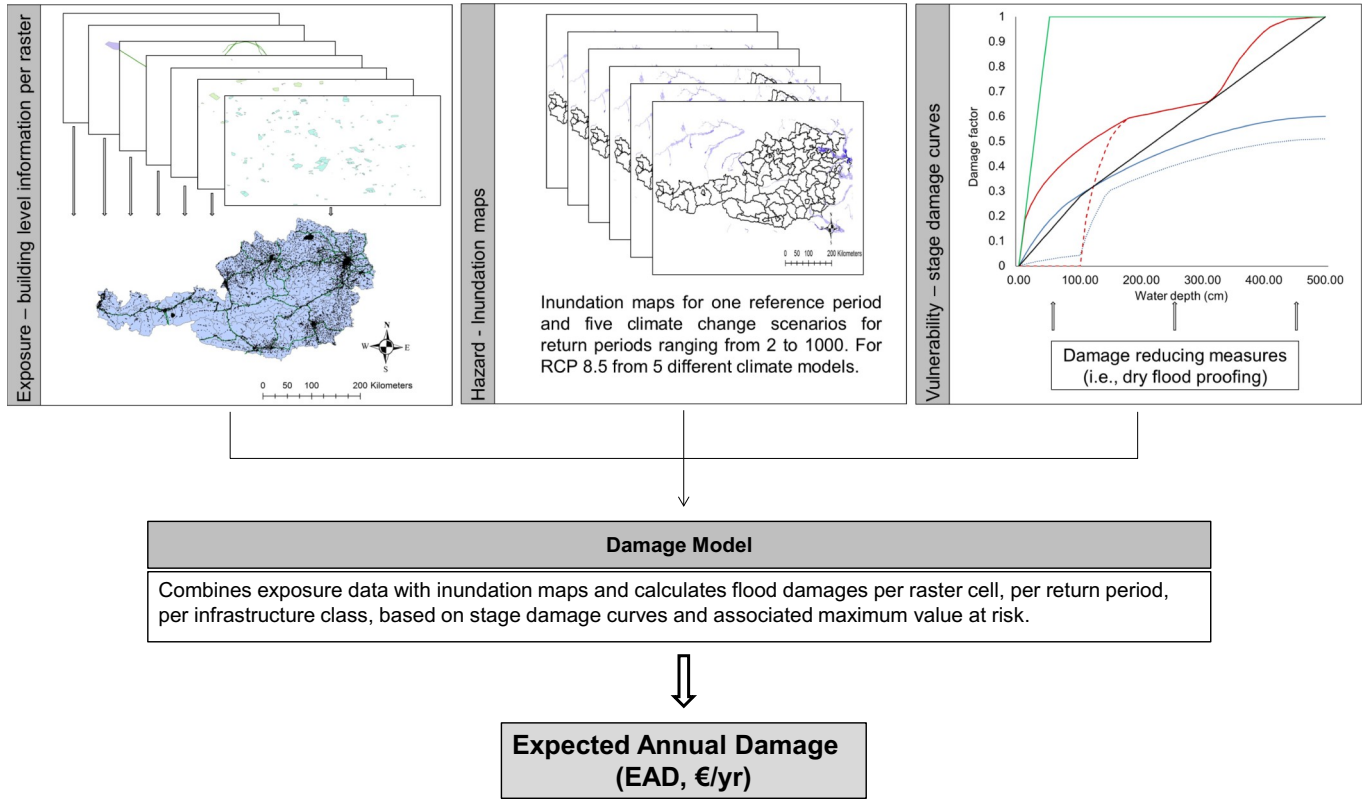 Exposure – building level information per raster
N
W
E
S
0 50 100 200 Kilometers
Hazard - Inundation maps
0 50 100 200 Kilometers
Inundation maps for one reference period
and five climate change scenarios for
return periods ranging from 2 to 1000. For
RCP 8.5 from 5 different climate models.
Vulnerability – stage damage curves
Damage factor
1
0.9
0.8
0.7
0.6
0.5
0.4
0.3
0.2
0.1
0
0.00 100.00 200.00 300.00 400.00 500.00
Water depth (cm)
Damage reducing measures
(i.e., dry flood proofing)
Damage Model
Combines exposure data with inundation maps and calculates flood damages per raster cell, per return period,
per infrastructure class, based on stage damage curves and associated maximum value at risk.
Expected Annual Damage
(EAD, €/yr)